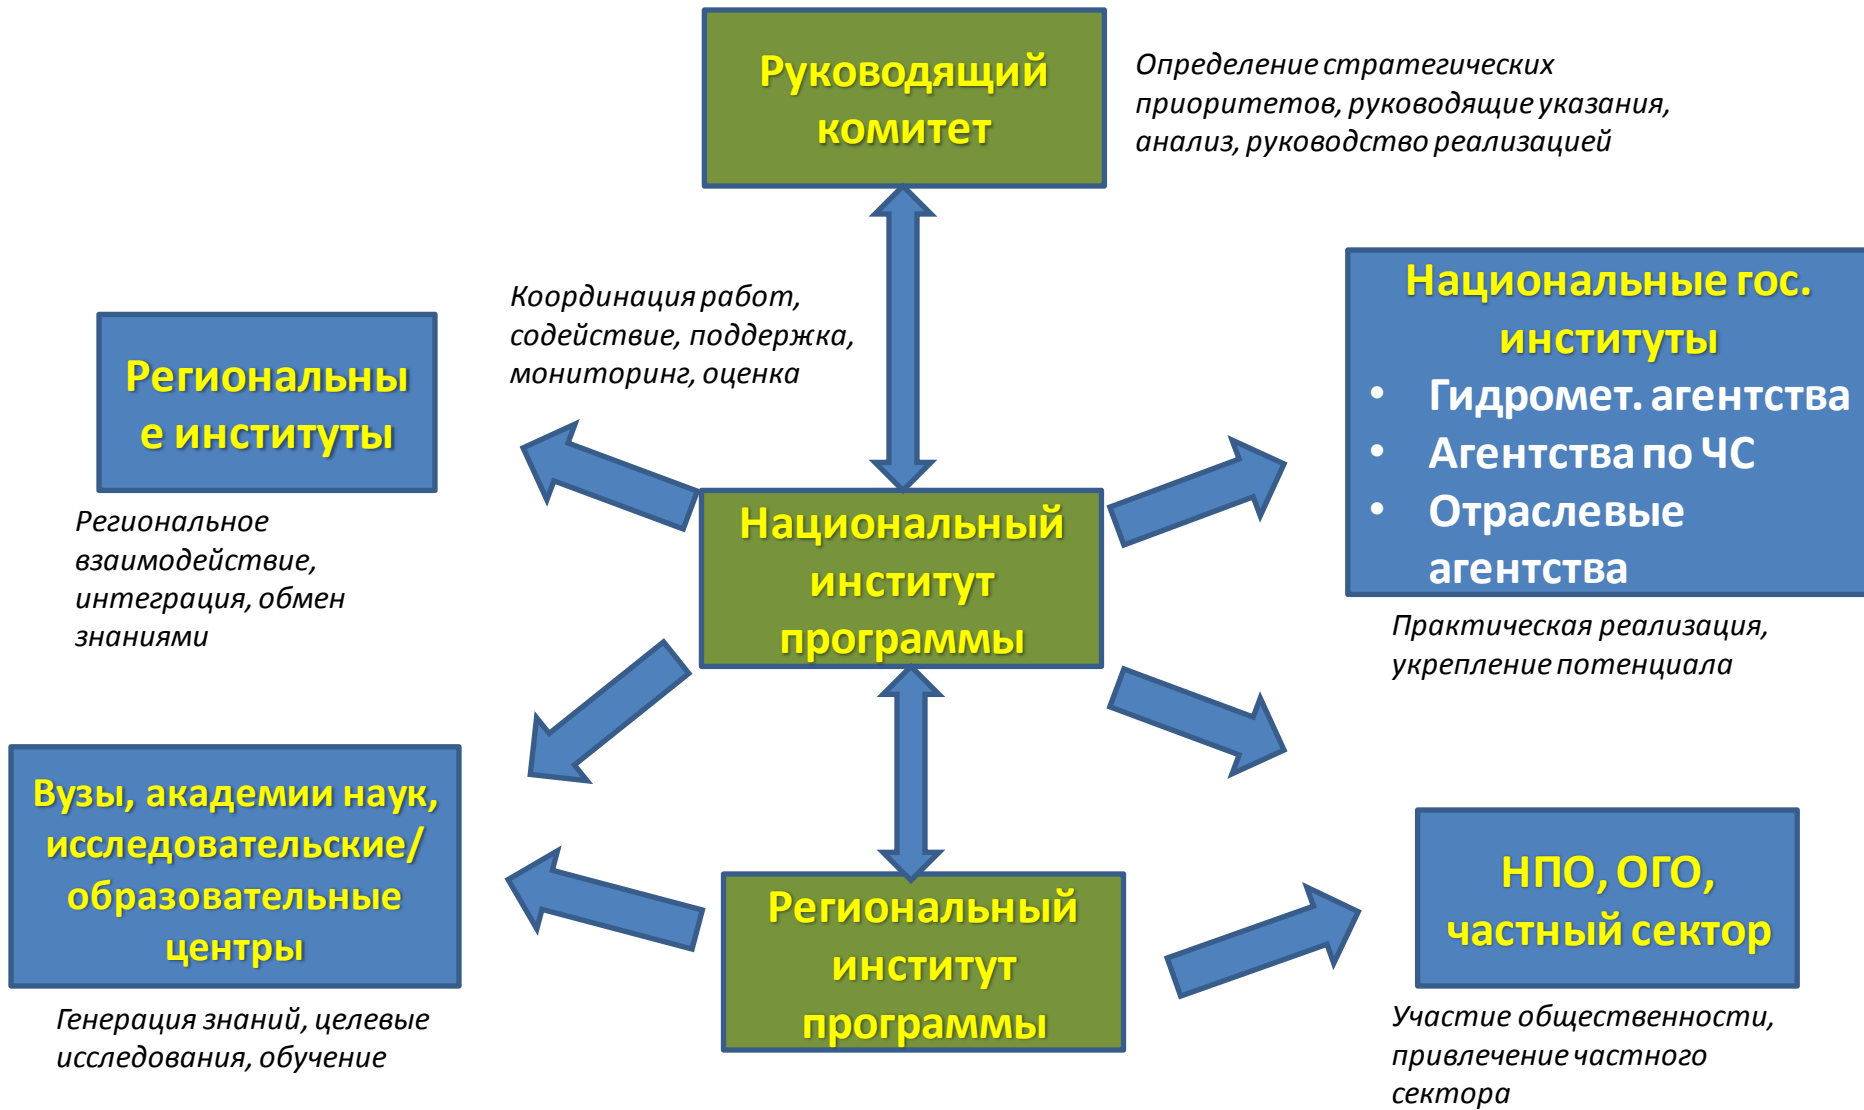 Руководящий
комитет
Определение стратегических
приоритетов, руководящие указания,
анализ, руководство реализацией
Координация работ,
содействие, поддержка,
мониторинг, оценка
Региональны
е институты
Региональное
взаимодействие,
интеграция, обмен
знаниями
Национальные гос.
институты
• Гидромет. агентства
• Агентства по ЧС
• Отраслевые
агентства
Практическая реализация,
укрепление потенциала
Национальный
институт
программы
Вузы, академии наук,
исследовательские/
образовательные
центры
Генерация знаний, целевые
исследования, обучение
Региональный
институт
программы
НПО, ОГО,
частный сектор
Участие общественности,
привлечение частного
сектора